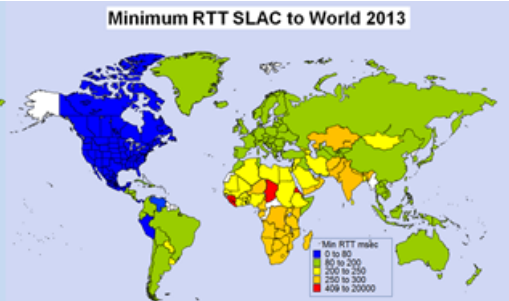 Minimum RTT SLAC to World 2013
Min RTT msec
0 to 80
80 to 200
200 to 250
250 to 300
409 to 20000